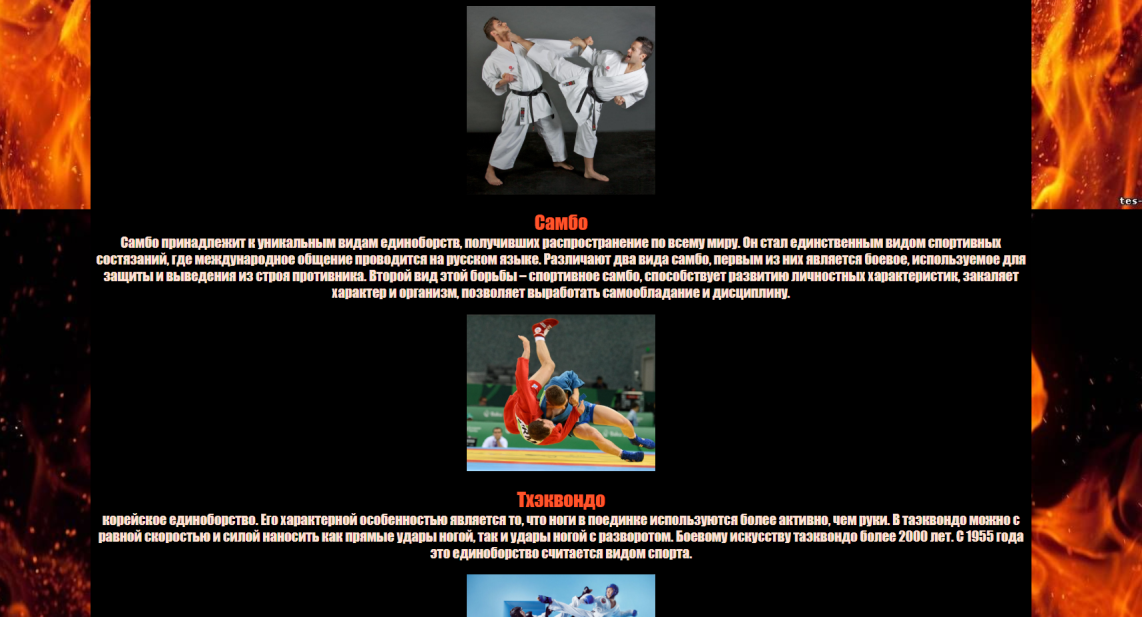 tes-
Самбо
Самбо принадлежит к уникальным видам единоборств, получивших распространение по всему миру. Он стал единственным видом спортивных
состязаний, где международное общение проводится на русском языке. Различают два вида самбо, первым из них является боевое, используемое для
защиты и выведения из строя противника. Второй вид этой борьбы – спортивное самбо, способствует развитию личностных характеристик, закаляет
характер и организм, позволяет выработать самообладание и дисциплину.
Тхэквондо
корейское единоборство. Его характерной особенностью является то, что ноги в поединке используются более активно, чем руки. В таэквондо можно с
равной скоростью и силой наносить как прямые удары ногой, так и удары ногой с разворотом. Боевому искусству таэквондо более 2000 лет. С 1955 года
это единоборство считается видом спорта.